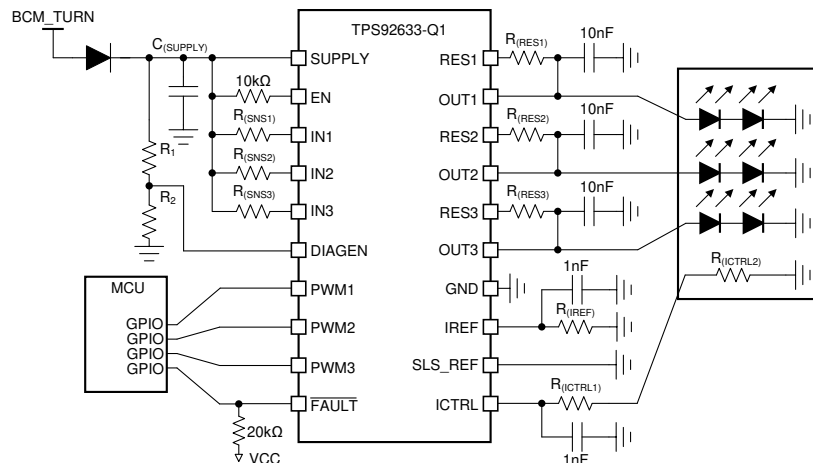 BCM_TURN
C(SUPPLY)
TPS92633-Q1
SUPPLY
10kΩ
EN
R(SNS1)
IN1
R(SNS2)
IN2
R(SNS3)
IN3
R1
R2
DIAGEN
MCU
GPIO
GPIO
GPIO
GPIO
PWM1
PWM2
PWM3
FAULT
20kΩ
VCC
RES1
R(RES1)
10nF
OUT1
RES2
R(RES2)
10nF
OUT2
RES3
R(RES3)
10nF
OUT3
GND
1nF
IREF
R(IREF)
SLS_REF
ICTRL
R(ICTRL1)
1nF
R(ICTRL2)